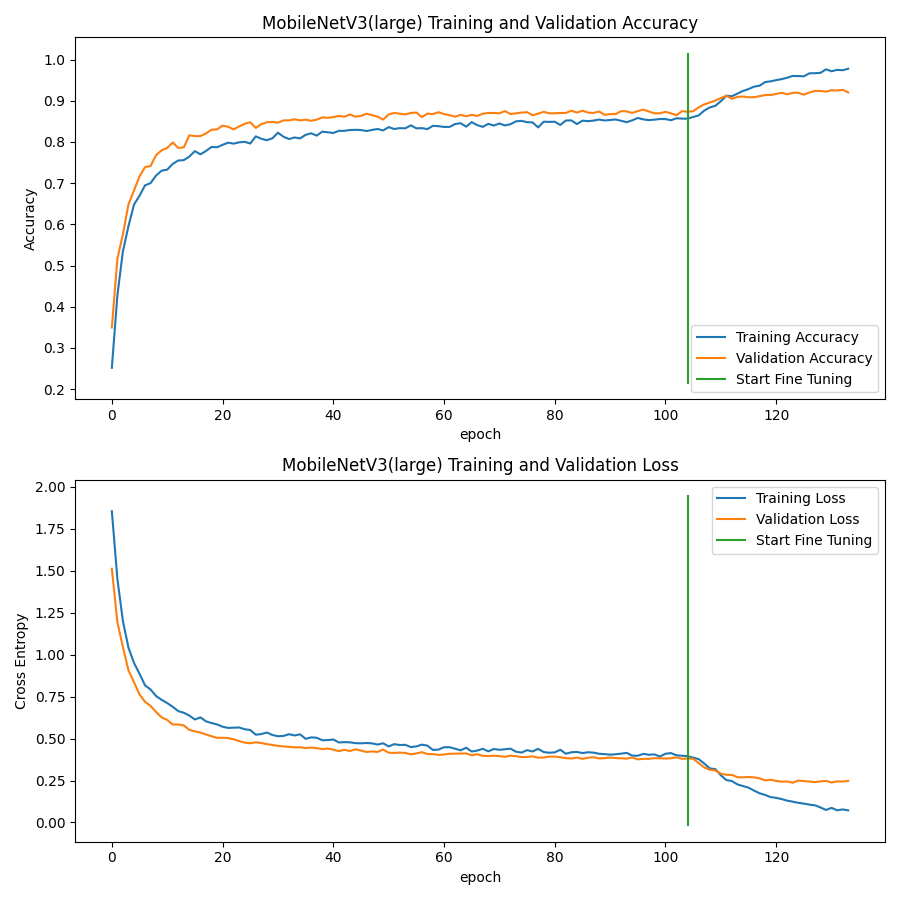 MobileNetV3(large) Training and Validation Accuracy
1.0
0.9
0.8
0.7
0.6
0.5
0.4
0.3
0.2
Accuracy
Training Accuracy
Validation Accuracy
Start Fine Tuning
0 20 40 60 80 100 120
epoch
MobileNetV3(large) Training and Validation Loss
2.00
1.75
1.50
1.25
1.00
0.75
0.50
0.25
0.00
Cross Entropy
Training Loss
Validation Loss
Start Fine Tuning
0 20 40 60 80 100 120
epoch